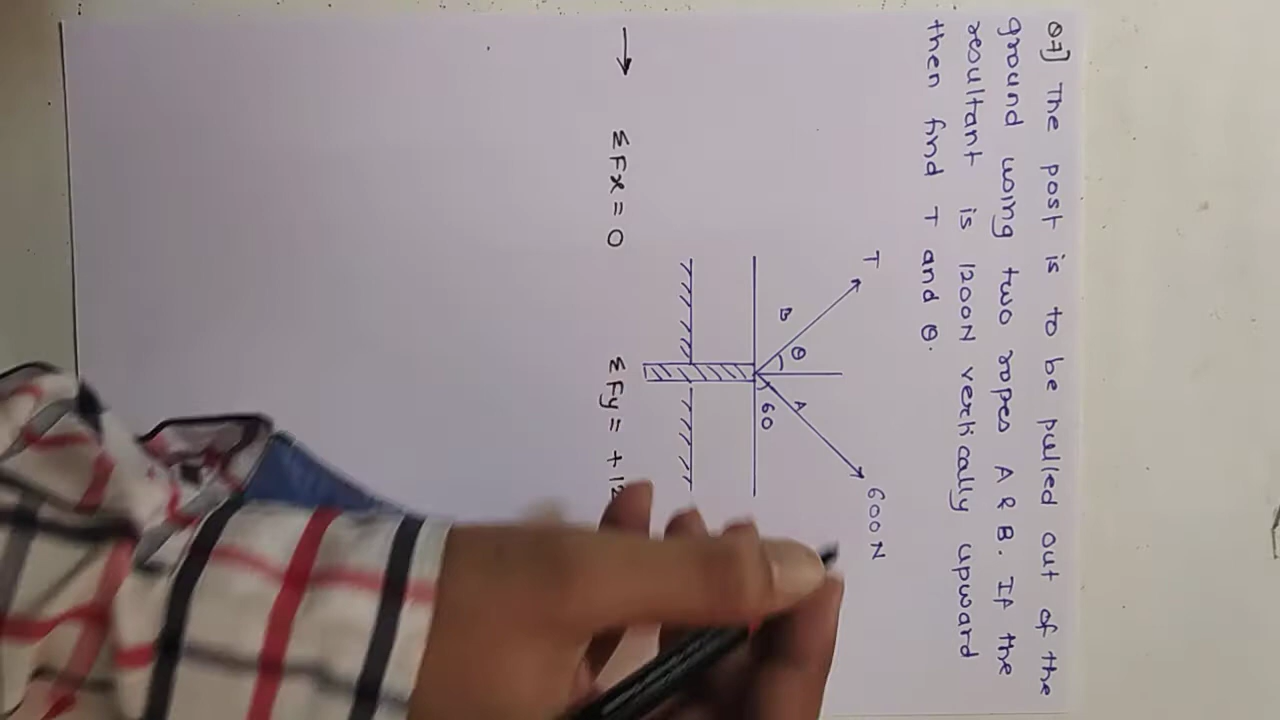 Q7] The post is to be pulled out of the
ground using two ropes A & B. If the
resultant is 1200N vertically upward
then find T and θ.
T
600N
B
θ
A
60
→ ΣFx = 0 ΣFy = +12